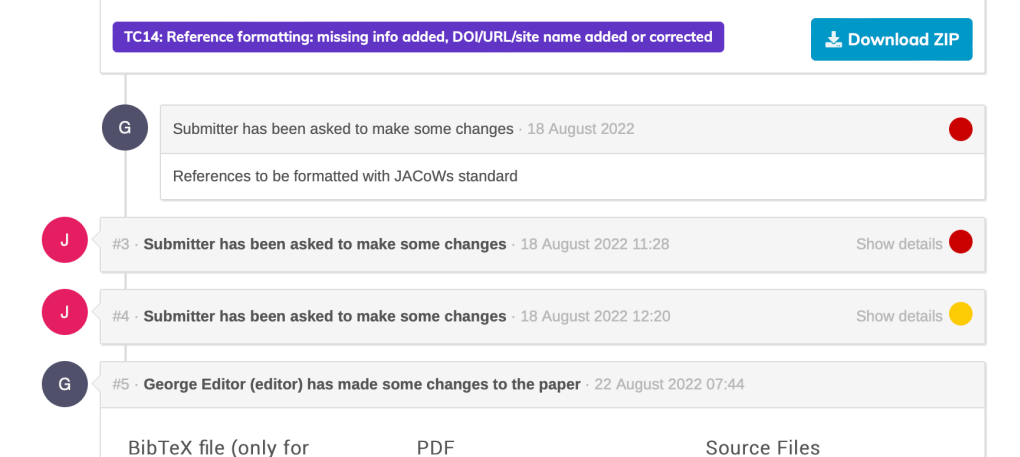 TC14: Reference formatting: missing info added, DOI/URL/site name added or corrected
Download ZIP
G
Submitter has been asked to make some changes · 18 August 2022
References to be formatted with JACoWs standard
J
#3 · Submitter has been asked to make some changes · 18 August 2022 11:28
Show details
J
#4 · Submitter has been asked to make some changes · 18 August 2022 12:20
Show details
G
#5 · George Editor (editor) has made some changes to the paper · 22 August 2022 07:44
BibTeX file (only for
PDF
Source Files